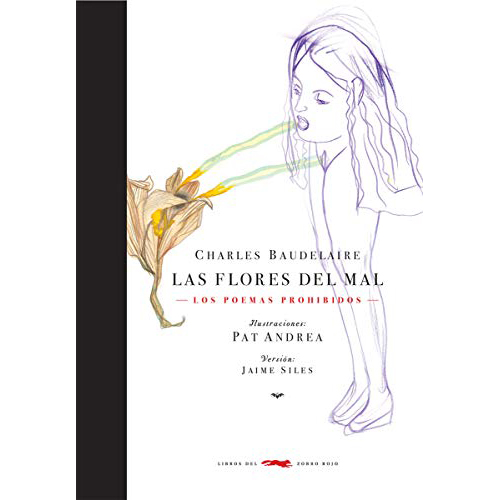 CHARLES BAUDELAIRE
LAS FLORES DEL MAL
— LOS POEMAS PROHIBIDOS —
Ilustraciones:
PAT ANDREA
Versión:
JAIME SILES
LIBROS DEL ZORRO ROJO